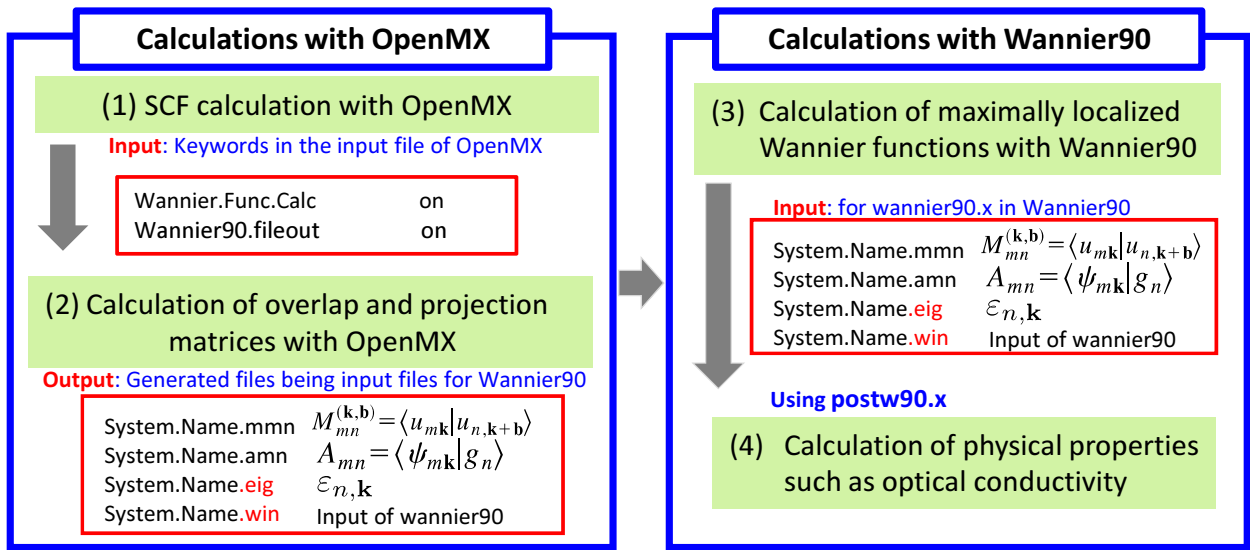 Calculations with OpenMX
(1) SCF calculation with OpenMX
Input: Keywords in the input file of OpenMX
Wannier.Func.Calc on
Wannier90.fileout on
(2) Calculation of overlap and projection
matrices with OpenMX
Output: Generated files being input files for Wannier90
System.Name.mmn M_{mn}^{(k,b)}=⟨u_{mk}|u_{n,k+b}⟩
System.Name.amn A_{mn}=⟨ψ_{mk}|g_n⟩
System.Name.eig ε_{n,k}
System.Name.win Input of wannier90
Calculations with Wannier90
(3) Calculation of maximally localized
Wannier functions with Wannier90
Input: for wannier90.x in Wannier90
System.Name.mmn M_{mn}^{(k,b)}=⟨u_{mk}|u_{n,k+b}⟩
System.Name.amn A_{mn}=⟨ψ_{mk}|g_n⟩
System.Name.eig ε_{n,k}
System.Name.win Input of wannier90
Using postw90.x
(4) Calculation of physical properties
such as optical conductivity